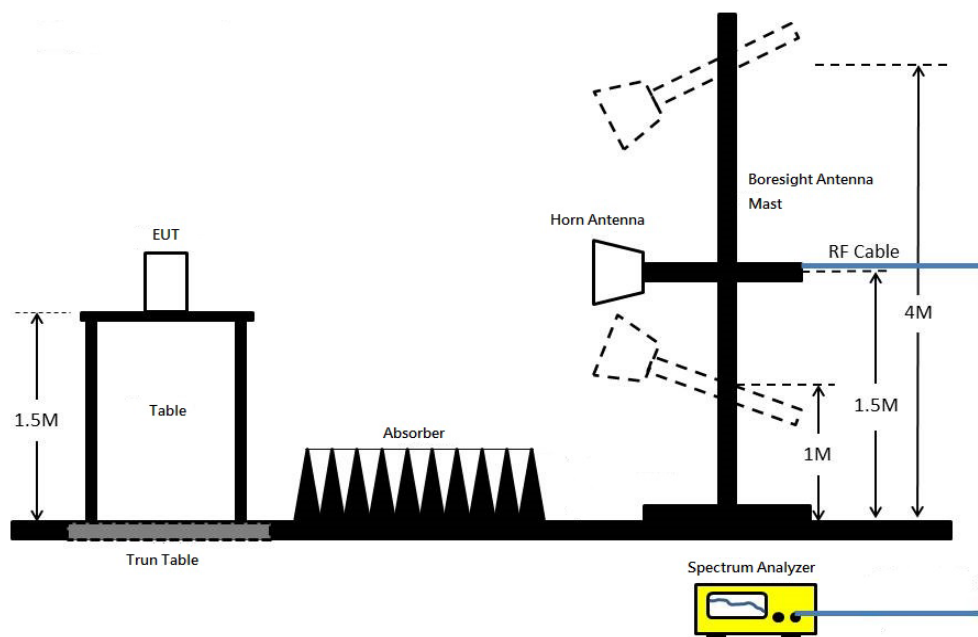 Boresight Antenna
Mast
Horn Antenna
EUT
RF Cable
4M
1.5M
Table
1.5M
Absorber
1M
Trun Table
Spectrum Analyzer